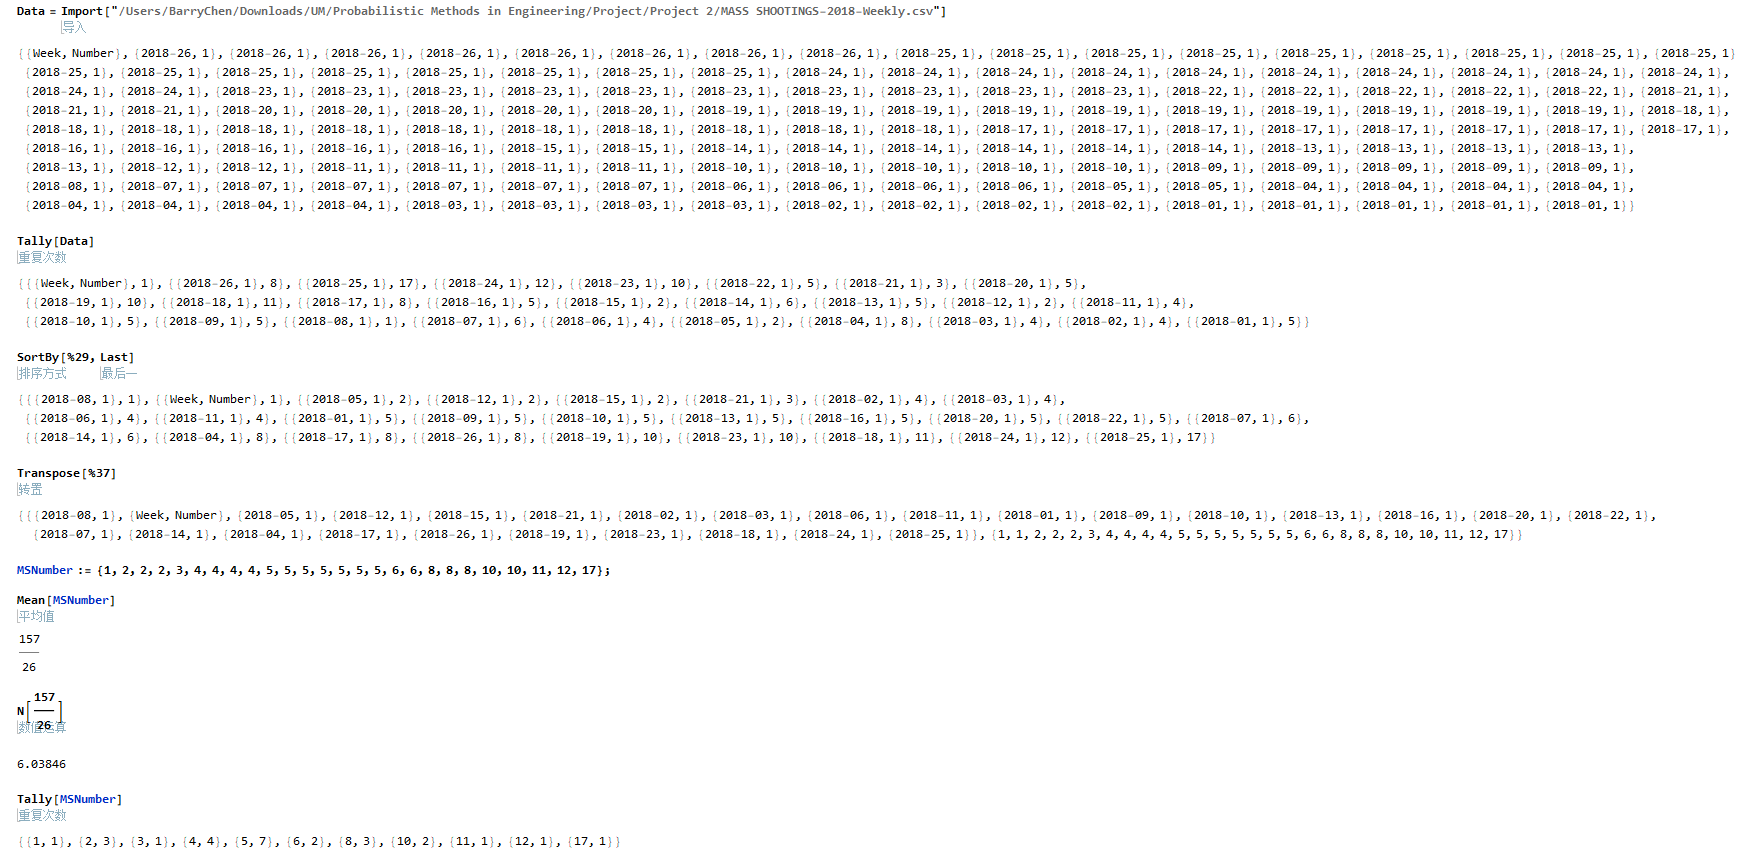 Data = Import["/Users/BarryChen/Downloads/UM/Probabilistic Methods in Engineering/Project/Project 2/MASS SHOOTINGS-2018-Weekly.csv"]
导入
{{Week, Number}, {2018-26, 1}, {2018-26, 1}, {2018-26, 1}, {2018-26, 1}, {2018-26, 1}, {2018-26, 1}, {2018-26, 1}, {2018-26, 1}, {2018-25, 1}, {2018-25, 1}, {2018-25, 1}, {2018-25, 1}, {2018-25, 1}, {2018-25, 1}, {2018-25, 1}, {2018-25, 1}, {2018-25, 1}
{2018-25, 1}, {2018-25, 1}, {2018-25, 1}, {2018-25, 1}, {2018-25, 1}, {2018-25, 1}, {2018-25, 1}, {2018-25, 1}, {2018-24, 1}, {2018-24, 1}, {2018-24, 1}, {2018-24, 1}, {2018-24, 1}, {2018-24, 1}, {2018-24, 1}, {2018-24, 1}, {2018-24, 1}, {2018-24, 1},
{2018-24, 1}, {2018-24, 1}, {2018-23, 1}, {2018-23, 1}, {2018-23, 1}, {2018-23, 1}, {2018-23, 1}, {2018-23, 1}, {2018-23, 1}, {2018-23, 1}, {2018-23, 1}, {2018-23, 1}, {2018-22, 1}, {2018-22, 1}, {2018-22, 1}, {2018-22, 1}, {2018-22, 1}, {2018-21, 1},
{2018-21, 1}, {2018-21, 1}, {2018-20, 1}, {2018-20, 1}, {2018-20, 1}, {2018-20, 1}, {2018-20, 1}, {2018-19, 1}, {2018-19, 1}, {2018-19, 1}, {2018-19, 1}, {2018-19, 1}, {2018-19, 1}, {2018-19, 1}, {2018-19, 1}, {2018-19, 1}, {2018-19, 1}, {2018-18, 1},
{2018-18, 1}, {2018-18, 1}, {2018-18, 1}, {2018-18, 1}, {2018-18, 1}, {2018-18, 1}, {2018-18, 1}, {2018-18, 1}, {2018-18, 1}, {2018-18, 1}, {2018-17, 1}, {2018-17, 1}, {2018-17, 1}, {2018-17, 1}, {2018-17, 1}, {2018-17, 1}, {2018-17, 1}, {2018-17, 1},
{2018-16, 1}, {2018-16, 1}, {2018-16, 1}, {2018-16, 1}, {2018-16, 1}, {2018-15, 1}, {2018-15, 1}, {2018-14, 1}, {2018-14, 1}, {2018-14, 1}, {2018-14, 1}, {2018-14, 1}, {2018-14, 1}, {2018-13, 1}, {2018-13, 1}, {2018-13, 1}, {2018-13, 1},
{2018-13, 1}, {2018-12, 1}, {2018-12, 1}, {2018-11, 1}, {2018-11, 1}, {2018-11, 1}, {2018-11, 1}, {2018-10, 1}, {2018-10, 1}, {2018-10, 1}, {2018-10, 1}, {2018-10, 1}, {2018-09, 1}, {2018-09, 1}, {2018-09, 1}, {2018-09, 1}, {2018-09, 1},
{2018-08, 1}, {2018-07, 1}, {2018-07, 1}, {2018-07, 1}, {2018-07, 1}, {2018-07, 1}, {2018-07, 1}, {2018-06, 1}, {2018-06, 1}, {2018-06, 1}, {2018-06, 1}, {2018-05, 1}, {2018-05, 1}, {2018-04, 1}, {2018-04, 1}, {2018-04, 1}, {2018-04, 1},
{2018-04, 1}, {2018-04, 1}, {2018-04, 1}, {2018-04, 1}, {2018-03, 1}, {2018-03, 1}, {2018-03, 1}, {2018-03, 1}, {2018-02, 1}, {2018-02, 1}, {2018-02, 1}, {2018-02, 1}, {2018-01, 1}, {2018-01, 1}, {2018-01, 1}, {2018-01, 1}, {2018-01, 1}}
Tally[Data]
重复次数
{{{Week, Number}, 1}, {{2018-26, 1}, 8}, {{2018-25, 1}, 17}, {{2018-24, 1}, 12}, {{2018-23, 1}, 10}, {{2018-22, 1}, 5}, {{2018-21, 1}, 3}, {{2018-20, 1}, 5},
{{2018-19, 1}, 10}, {{2018-18, 1}, 11}, {{2018-17, 1}, 8}, {{2018-16, 1}, 5}, {{2018-15, 1}, 2}, {{2018-14, 1}, 6}, {{2018-13, 1}, 5}, {{2018-12, 1}, 2}, {{2018-11, 1}, 4},
{{2018-10, 1}, 5}, {{2018-09, 1}, 5}, {{2018-08, 1}, 1}, {{2018-07, 1}, 6}, {{2018-06, 1}, 4}, {{2018-05, 1}, 2}, {{2018-04, 1}, 8}, {{2018-03, 1}, 4}, {{2018-02, 1}, 4}, {{2018-01, 1}, 5}}
SortBy[%29, Last]
排序方式 最后一
{{{2018-08, 1}, 1}, {{Week, Number}, 1}, {{2018-05, 1}, 2}, {{2018-12, 1}, 2}, {{2018-15, 1}, 2}, {{2018-21, 1}, 3}, {{2018-02, 1}, 4}, {{2018-03, 1}, 4},
{{2018-06, 1}, 4}, {{2018-11, 1}, 4}, {{2018-01, 1}, 5}, {{2018-09, 1}, 5}, {{2018-10, 1}, 5}, {{2018-13, 1}, 5}, {{2018-16, 1}, 5}, {{2018-20, 1}, 5}, {{2018-22, 1}, 5}, {{2018-07, 1}, 6},
{{2018-14, 1}, 6}, {{2018-04, 1}, 8}, {{2018-17, 1}, 8}, {{2018-26, 1}, 8}, {{2018-19, 1}, 10}, {{2018-23, 1}, 10}, {{2018-18, 1}, 11}, {{2018-24, 1}, 12}, {{2018-25, 1}, 17}}
Transpose[%37]
转置
{{{2018-08, 1}, {Week, Number}, {2018-05, 1}, {2018-12, 1}, {2018-15, 1}, {2018-21, 1}, {2018-02, 1}, {2018-03, 1}, {2018-06, 1}, {2018-11, 1}, {2018-01, 1}, {2018-09, 1}, {2018-10, 1}, {2018-13, 1}, {2018-16, 1}, {2018-20, 1}, {2018-22, 1},
{2018-07, 1}, {2018-14, 1}, {2018-04, 1}, {2018-17, 1}, {2018-26, 1}, {2018-19, 1}, {2018-23, 1}, {2018-18, 1}, {2018-24, 1}, {2018-25, 1}}, {1, 1, 2, 2, 2, 3, 4, 4, 4, 4, 5, 5, 5, 5, 5, 5, 5, 6, 6, 8, 8, 8, 10, 10, 11, 12, 17}}
MSNumber := {1, 2, 2, 2, 3, 4, 4, 4, 4, 5, 5, 5, 5, 5, 5, 5, 6, 6, 8, 8, 8, 10, 10, 11, 12, 17};
Mean[MSNumber]
平均值
157
26
N[157
26]
数值运算
6.03846
Tally[MSNumber]
重复次数
{{1, 1}, {2, 3}, {3, 1}, {4, 4}, {5, 7}, {6, 2}, {8, 3}, {10, 2}, {11, 1}, {12, 1}, {17, 1}}